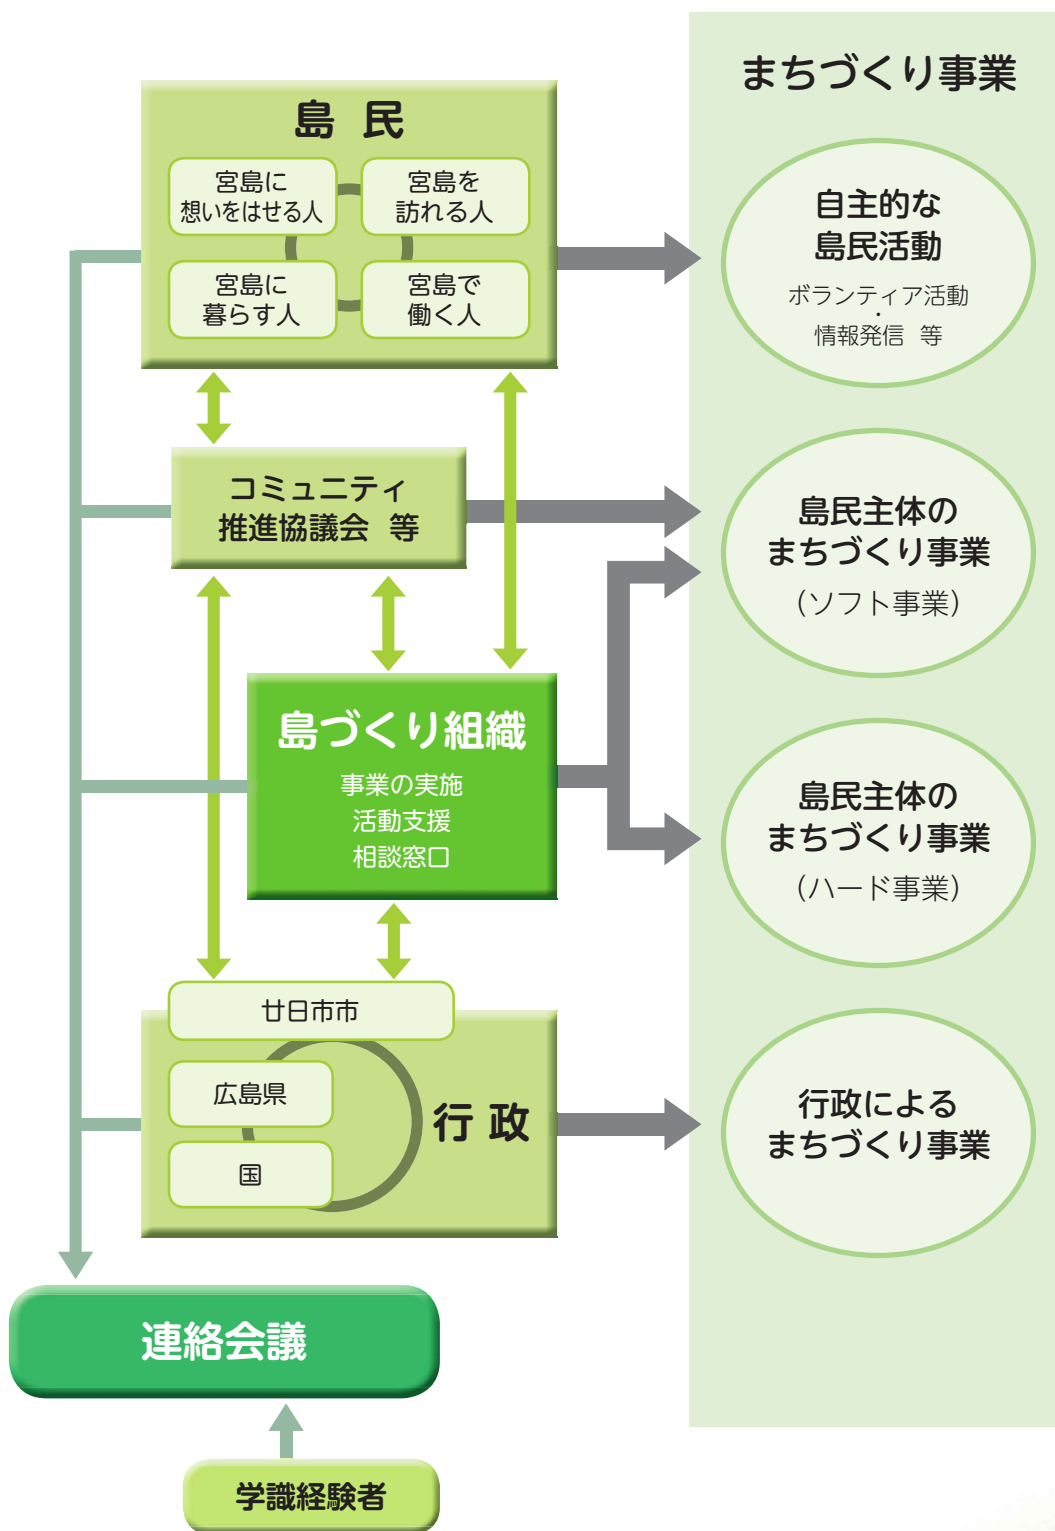 まちづくり事業
島 民
宮島に
想いをはせる人
宮島を
訪れる人
宮島に
暮らす人
宮島で
働く人
自主的な
島民活動
ボランティア活動
・
情報発信 等
コミュニティ
推進協議会 等
島民主体の
まちづくり事業
(ソフト事業)
島づくり組織
事業の実施
活動支援
相談窓口
島民主体の
まちづくり事業
(ハード事業)
廿日市市
広島県
国
行 政
行政による
まちづくり事業
連絡会議
学識経験者